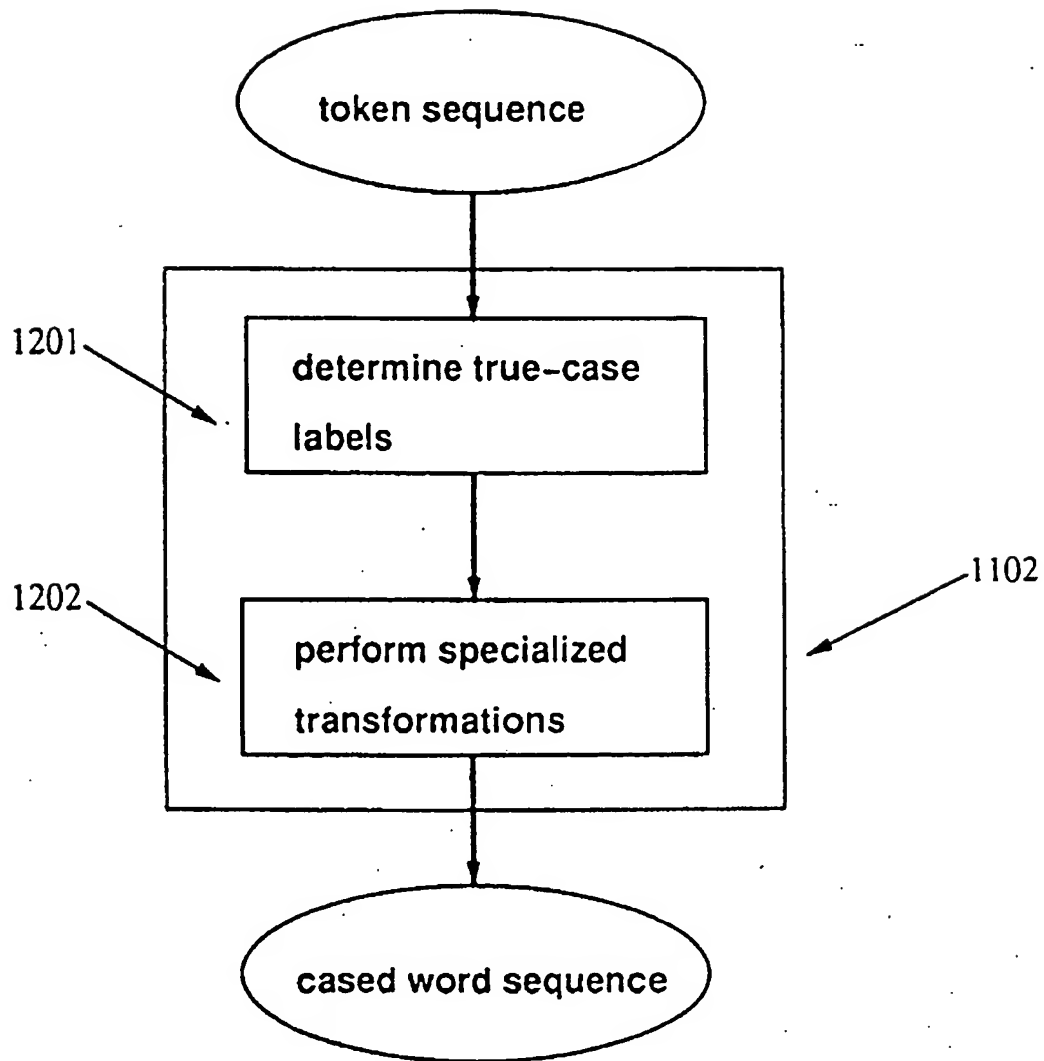 token sequence
1201
determine true-case
labels
1102
1202
perform specialized
transformations
cased word sequence